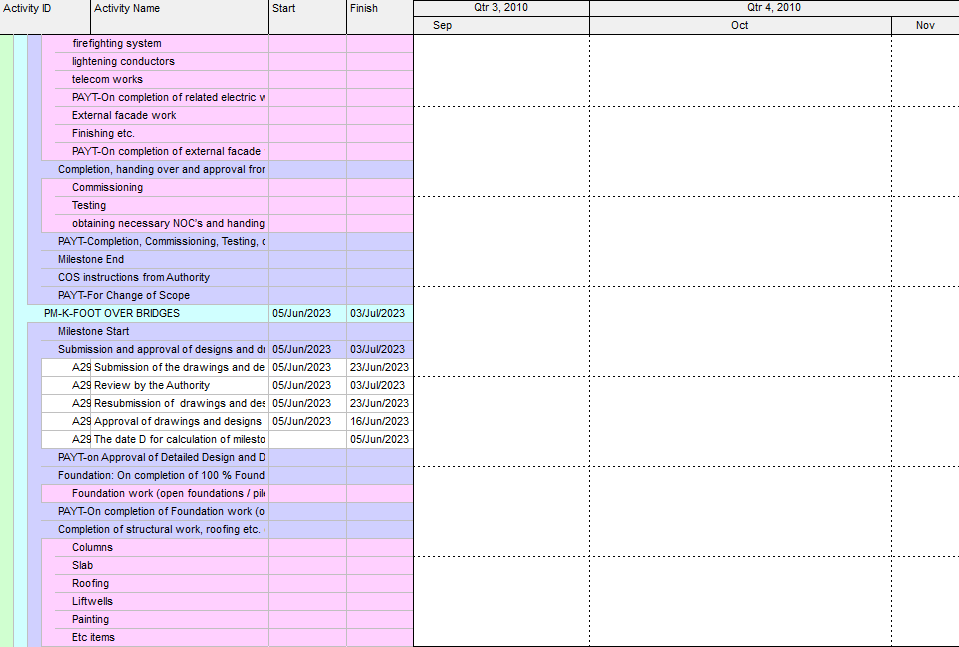 Activity ID Activity Name Start Finish Qtr 3, 2010 Qtr 4, 2010
Sep Oct Nov
firefighting system
lightening conductors
telecom works
PAYT-On completion of related electric
External facade work
Finishing etc.
PAYT-On completion of external facade
Completion, handing over and approval
Commissioning
Testing
obtaining necessary NOC's and handing
PAYT-Completion, Commissioning, Testing,
Milestone End
COS instructions from Authority
PAYT-For Change of Scope
PM-K-FOOT OVER BRIDGES 05/Jun/2023 03/Jul/2023
Milestone Start
Submission and approval of designs and 05/Jun/2023 03/Jul/2023
A29 Submission of the drawings and de 05/Jun/2023 23/Jun/2023
A29 Review by the Authority 05/Jun/2023 03/Jul/2023
A29 Resubmission of drawings and des 05/Jun/2023 23/Jun/2023
A29 Approval of drawings and designs 05/Jun/2023 16/Jun/2023
A29 The date D for calculation of milesto 05/Jun/2023
PAYT-on Approval of Detailed Design and D
Foundation: On completion of 100 % Found
Foundation work (open foundations / pil
PAYT-On completion of Foundation work (o
Completion of structural work, roofing etc.
Columns
Slab
Roofing
Liftwells
Painting
Etc items